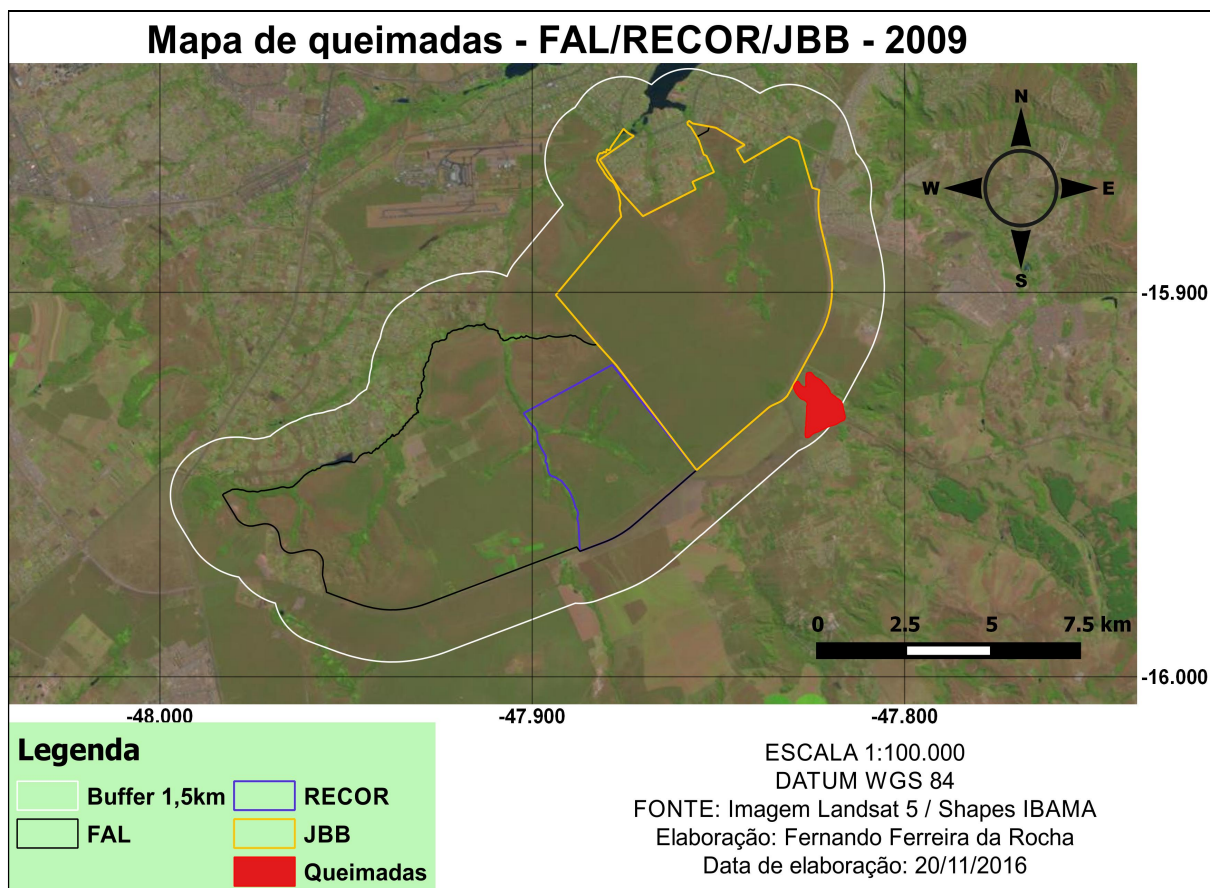 Mapa de queimadas - FAL/RECOR/JBB - 2009
N
W E
S
-15.900
0 2.5 5 7.5 km
-16.000
-48.000 -47.900 -47.800
Legenda
Buffer 1,5km
FAL
RECOR
JBB
Queimadas
ESCALA 1:100.000
DATUM WGS 84
FONTE: Imagem Landsat 5 / Shapes IBAMA
Elaboração: Fernando Ferreira da Rocha
Data de elaboração: 20/11/2016